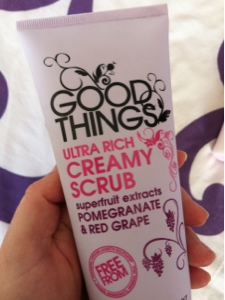 GOOD
THINGS
ULTRA RICH
CREAMY
SCRUB
superfruit extracts
POMEGRANATE
& RED GRAPE
FREE
FROM